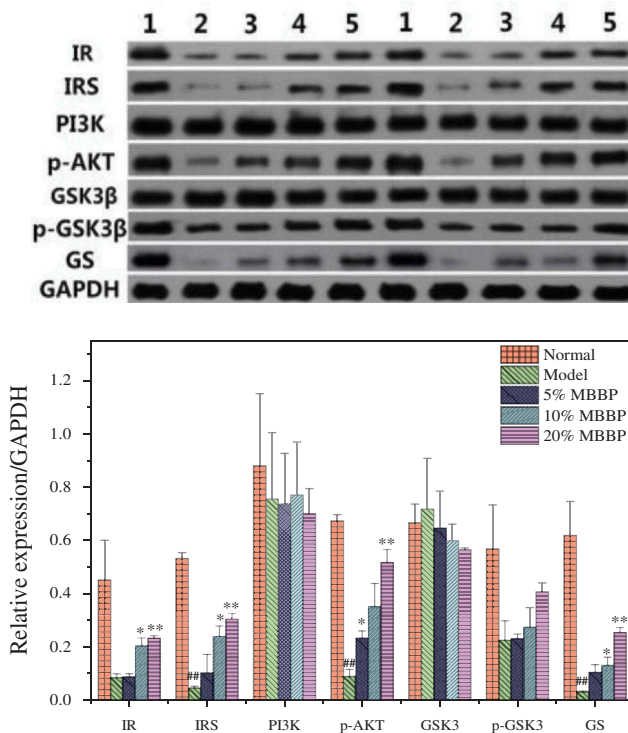 1 2 3 4 5 1 2 3 4 5
IR
IRS
PI3K
p-AKT
GSK3β
p-GSK3β
GS
GAPDH
Relative expression/GAPDH
1.2
1.0
0.8
0.6
0.4
0.2
0.0
Normal
Model
5% MBBP
10% MBBP
20% MBBP
* **
## * **
## * **
## * **
IR IRS PI3K p-AKT GSK3 p-GSK3 GS